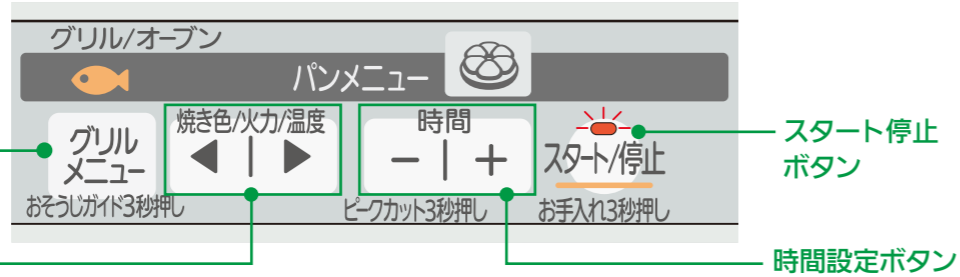 グリル/オーブン
パンメニュー
グリル
メニュー
焼き色/火力/温度
時間
スタート/停止
おそうじガイド3秒押し
ピークカット3秒押し
お手入れ3秒押し
スタート停止
ボタン
時間設定ボタン